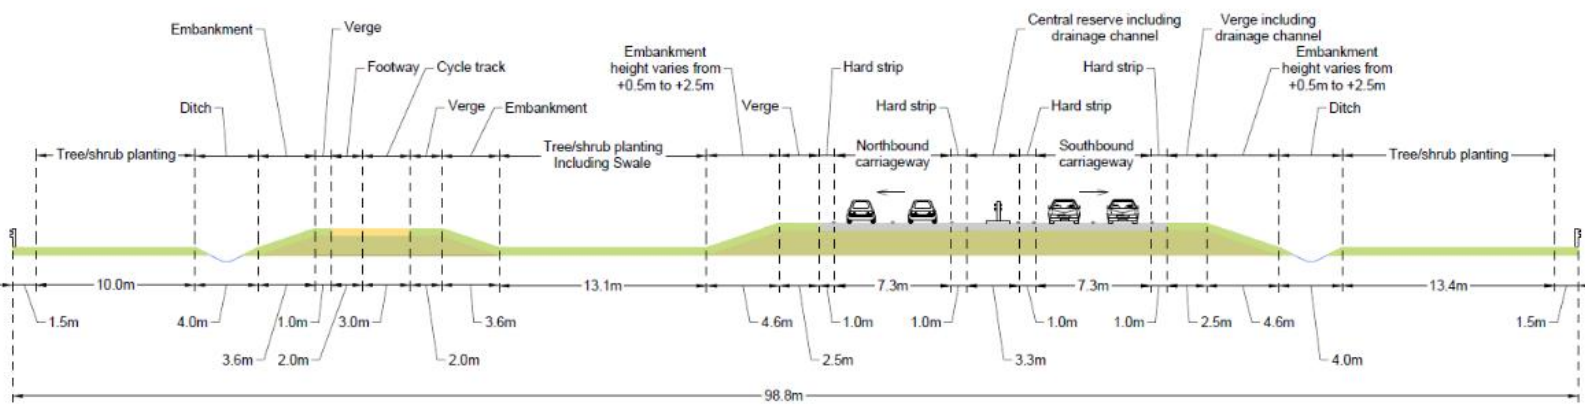 Embankment
Verge
Footway
Cycle track
Ditch
Verge
Embankment
Tree/shrub planting
Tree/shrub planting
Including Swale
Embankment
height varies from
+0.5m to +2.5m
Verge
Hard strip
Northbound
carriageway
Hard strip
Central reserve including
drainage channel
Hard strip
Southbound
carriageway
Hard strip
Verge including
drainage channel
Embankment
height varies from
+0.5m to +2.5m
Ditch
Tree/shrub planting
10.0m
13.1m
7.3m
7.3m
13.4m
1.5m
4.0m
1.0m
3.0m
3.6m
4.6m
1.0m
1.0m
1.0m
1.0m
2.5m
4.6m
1.5m
3.6m
2.0m
2.0m
2.5m
3.3m
4.0m
98.8m